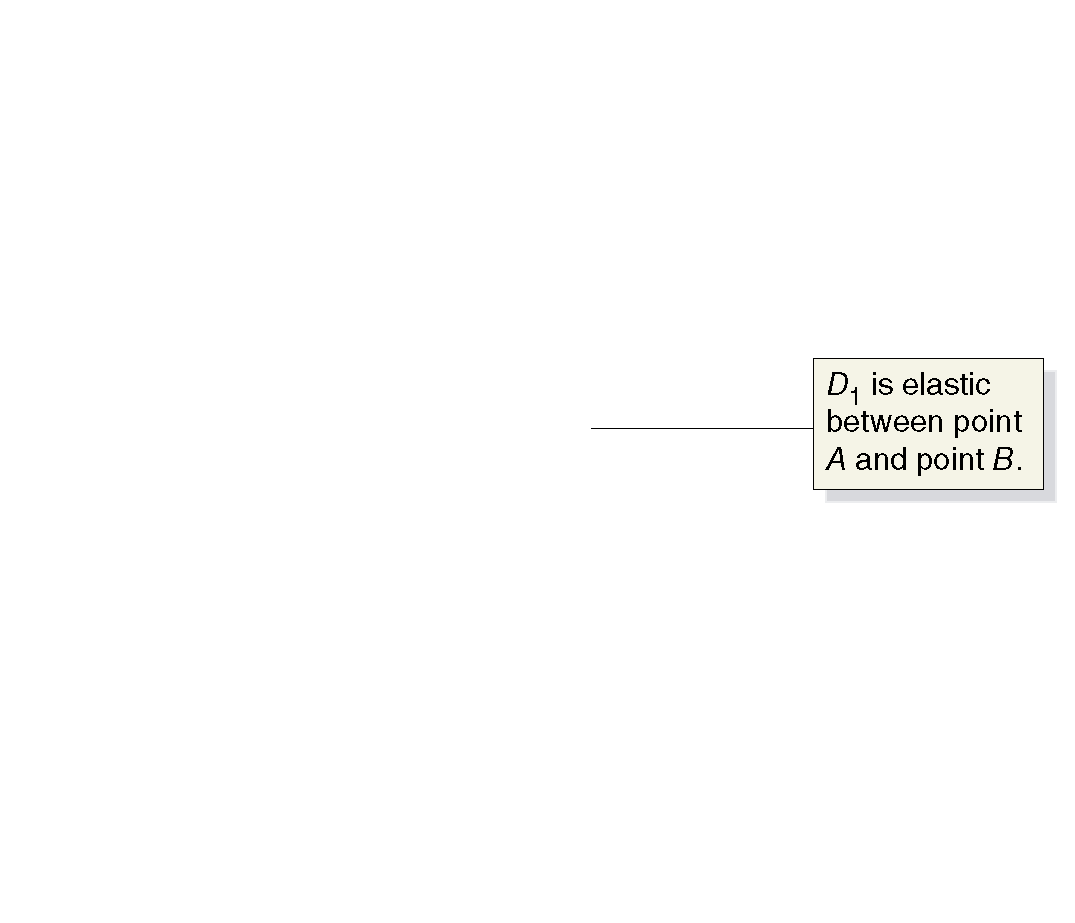 D₁ is elastic
between point
A and point B.